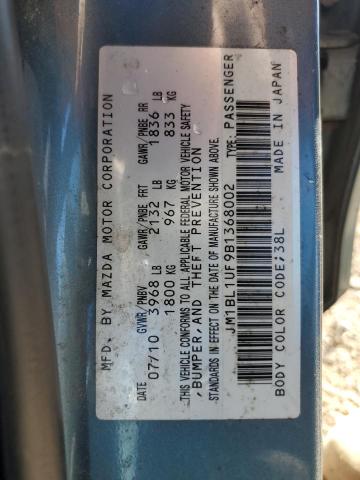 MFD. BY MAZDA MOTOR CORPORATION
DATE GVWR/PNBV GAWR/PNBE FRT GAWR/PNBE RR
07/10 3968 LB 2132 LB 1836 LB
1800 KG 967 KG 833 KG
THIS VEHICLE CONFORMS TO ALL APPLICABLE FEDERAL MOTOR VEHICLE SAFETY
,BUMPER,AND THEFT PREVENTION
STANDARDS IN EFFECT ON THE DATE OF MANUFACTURE SHOWN ABOVE.
JM1BL1UF9B1368002 TYPE: PASSENGER
BODY COLOR CODE;38L MADE IN JAPAN